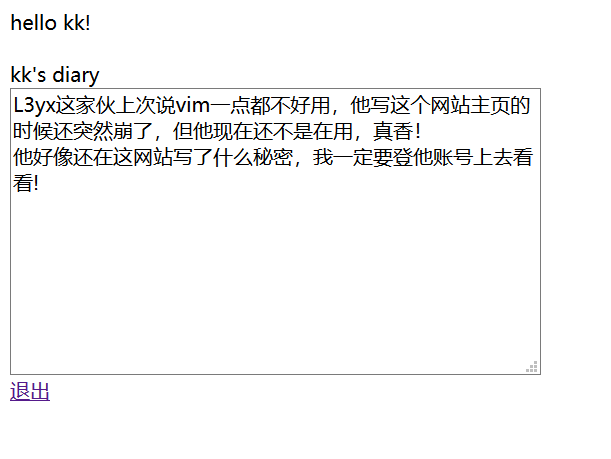 hello kk!
kk's diary
L3yx这家伙上次说vim一点都不好用，他写这个网站主页的
时候还突然崩了，但他现在还不是在用，真香！
他好像还在这网站写了什么秘密，我一定要登他账号上去看
看!
退出